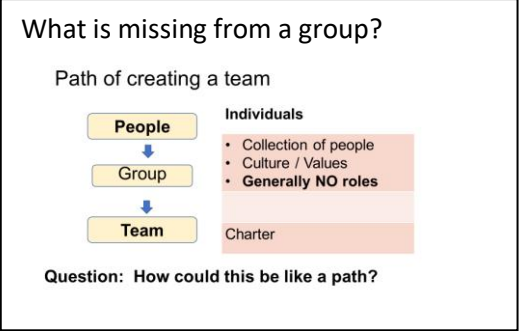 What is missing from a group?
Path of creating a team
People
Individuals
Group
• Collection of people
• Culture / Values
• Generally NO roles
Team
Charter
Question: How could this be like a path?